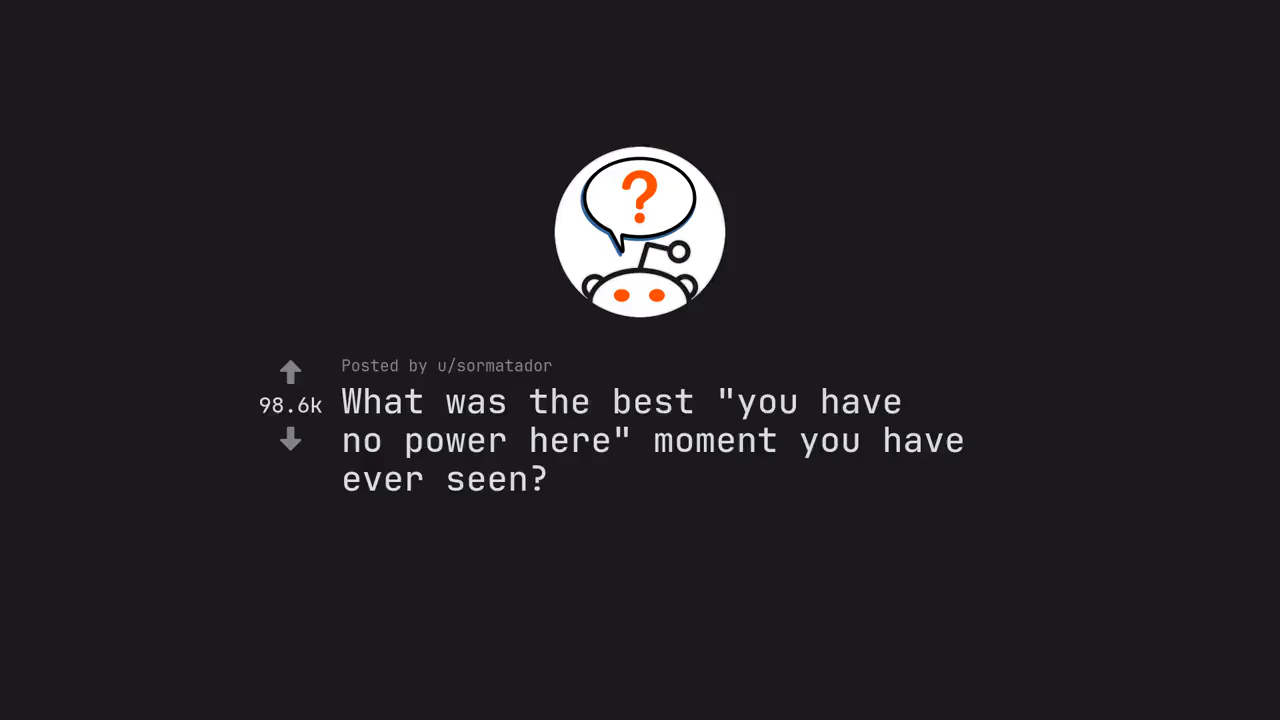 ?
Posted by u/sormatador
98.6k
What was the best "you have
no power here" moment you have
ever seen?